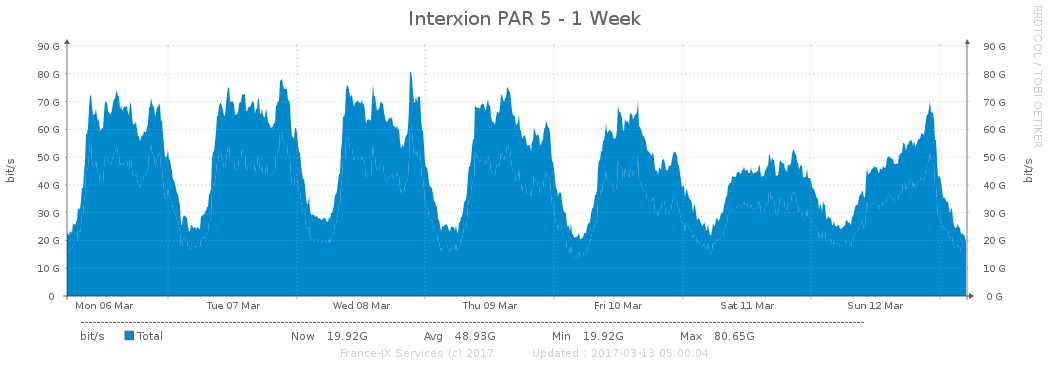 Interxion PAR 5 - 1 Week
RRDTOOL / TOBI OETIKER
90 G 90 G
80 G 80 G
70 G 70 G
60 G 60 G
50 G 50 G
40 G 40 G
30 G 30 G
20 G 20 G
10 G 10 G
0 0 G
bit/s
bit/s
Mon 06 Mar Tue 07 Mar Wed 08 Mar Thu 09 Mar Fri 10 Mar Sat 11 Mar Sun 12 Mar
bit/s Total Now 19.92G Avg 48.93G Min 19.92G Max 80.65G
France-IX Services (c) 2017 Updated : 2017-03-13 05:00:04